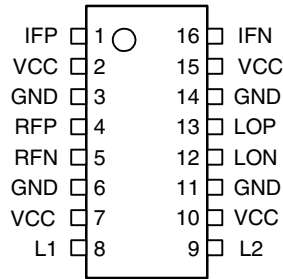 IFP 1 16 IFN
VCC 2 15 VCC
GND 3 14 GND
RFP 4 13 LOP
RFN 5 12 LON
GND 6 11 GND
VCC 7 10 VCC
L1 8 9 L2